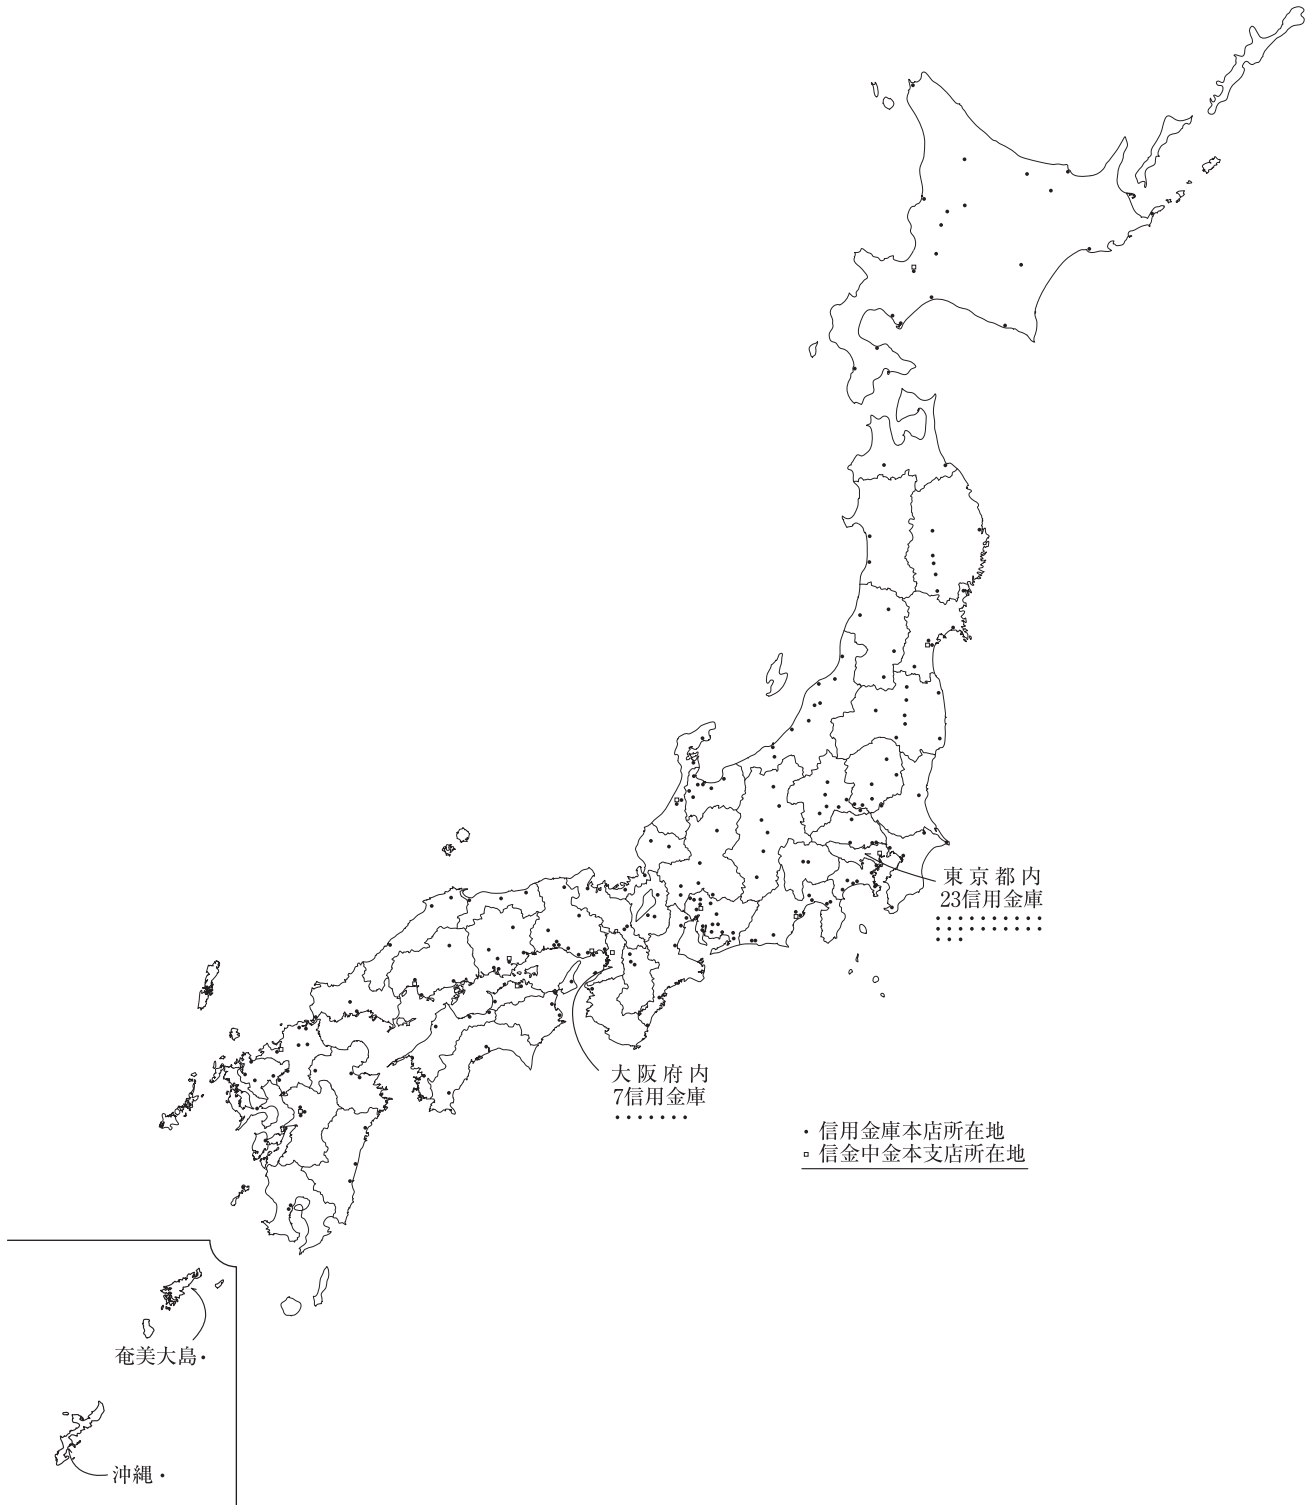 東京都内
23信用金庫
大阪府内
7信用金庫
・信用金庫本店所在地
□信金中金本支店所在地
奄美大島・
沖縄・